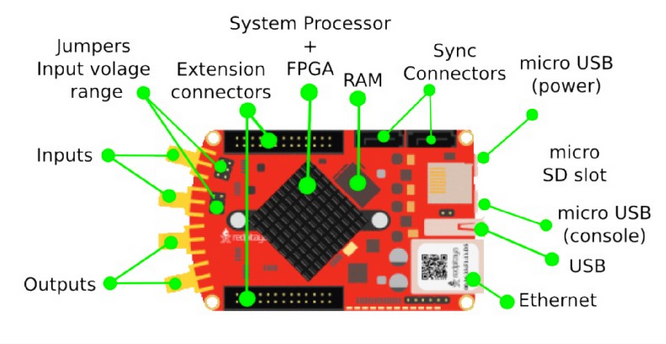 System Processor
+
FPGA
Jumpers
Input volage
range
Extension
connectors
RAM
Sync
Connectors
micro USB
(power)
Inputs
micro
SD slot
micro USB
(console)
USB
Outputs
Ethernet